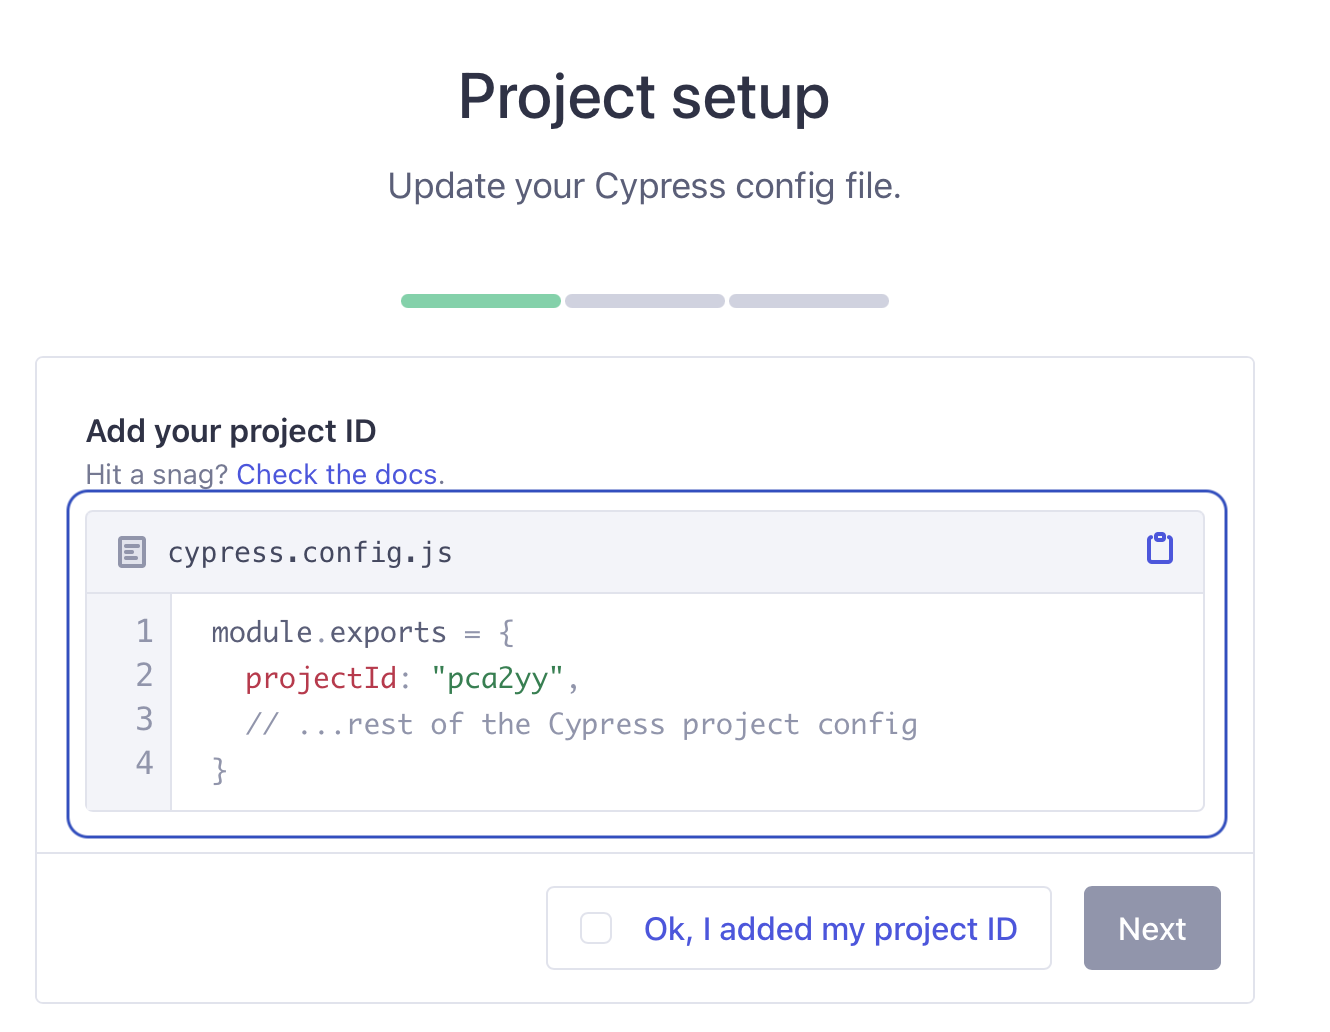 Project setup
Update your Cypress config file.
Add your project ID
Hit a snag? Check the docs.
cypress.config.js
1 module.exports = {
2   projectId: "pca2yy",
3   // ...rest of the Cypress project config
4 }
Ok, I added my project ID
Next